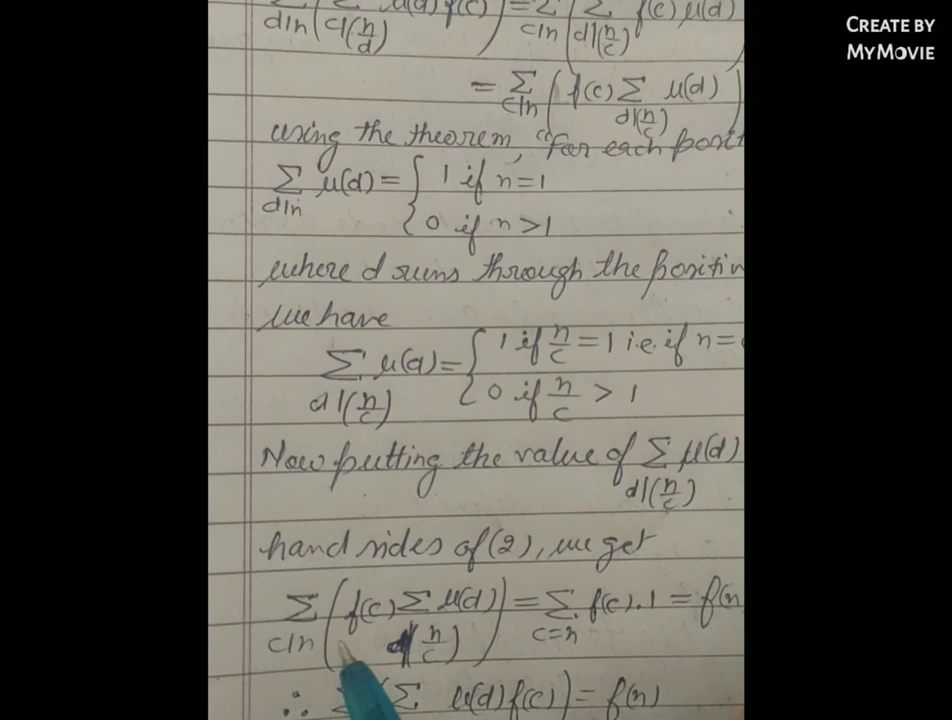 CREATE BY
MYMOVIE
∑ d|n ( ∑ c|(n/d) μ(d) f(c) ) = ∑ c|n ( ∑ d|(n/c) f(c) μ(d)
= ∑ c|n ( f(c) ∑ d|(n/c) μ(d) )
using the theorem, "For each posit
∑ d|n μ(d) = { 1 if n=1
0 if n>1
where d runs through the positiv
we have
∑ d|(n/c) μ(d) = { 1 if n/c = 1 i.e. if n=
0 if n/c > 1
Now putting the value of ∑ d|(n/c) μ(d)
hand sides of (2), we get
∑ c|n ( f(c) ∑ d|(n/c) μ(d) ) = ∑ c=n f(c).1 = f(n
∴ ∑ ( ∑ μ(d) f(c) ) = f(n)